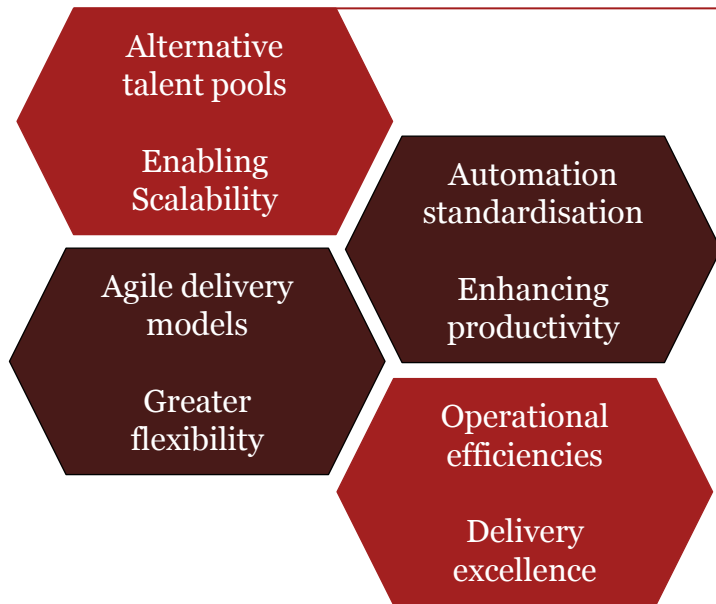 Alternative
talent pools
Enabling
Scalability
Automation
standardisation
Enhancing
productivity
Agile delivery
models
Greater
flexibility
Operational
efficiencies
Delivery
excellence